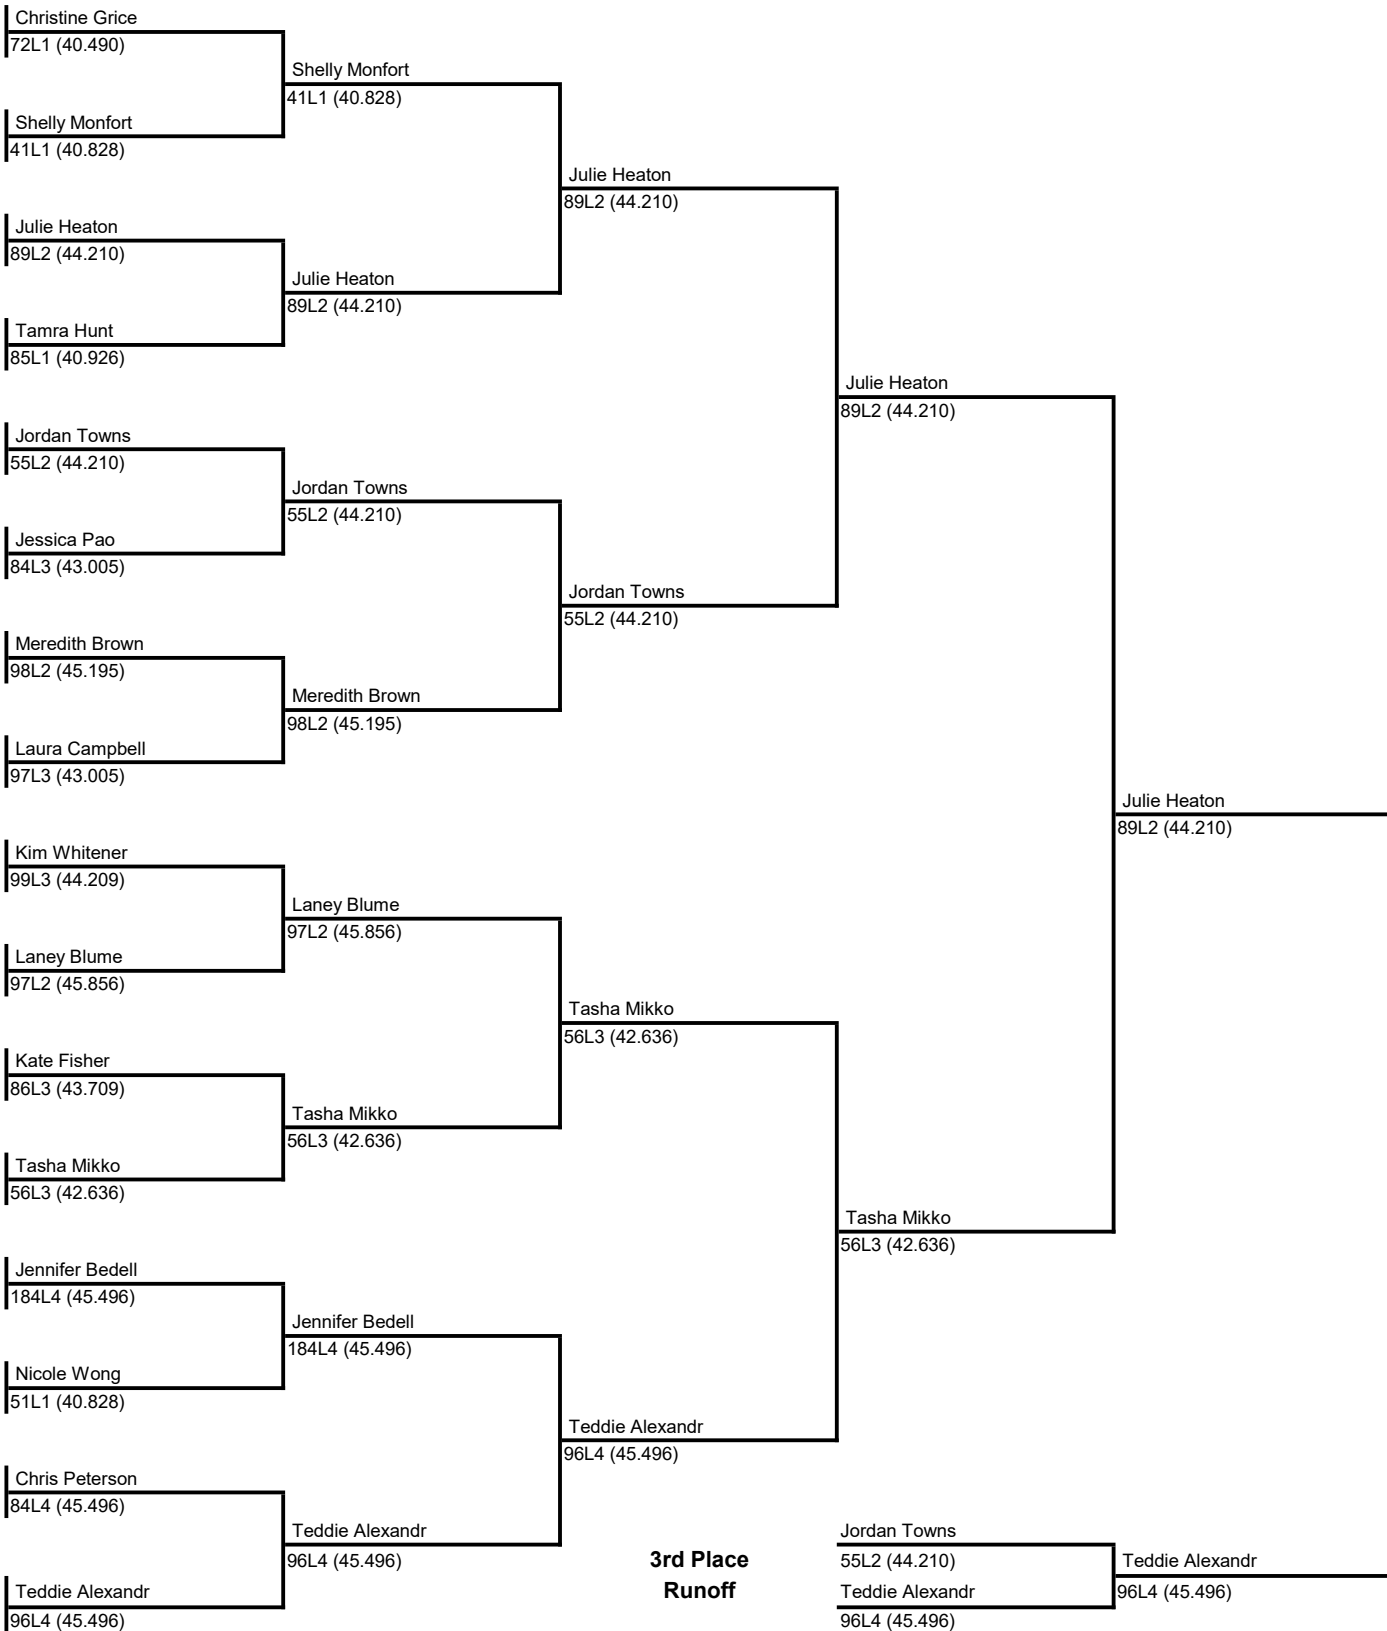 Christine Grice
72L1 (40.490)
Shelly Monfort
41L1 (40.828)
Shelly Monfort
41L1 (40.828)
Julie Heaton
89L2 (44.210)
Julie Heaton
89L2 (44.210)
Julie Heaton
89L2 (44.210)
Tamra Hunt
85L1 (40.926)
Julie Heaton
89L2 (44.210)
Jordan Towns
55L2 (44.210)
Jordan Towns
55L2 (44.210)
Jessica Pao
84L3 (43.005)
Jordan Towns
55L2 (44.210)
Meredith Brown
98L2 (45.195)
Meredith Brown
98L2 (45.195)
Laura Campbell
97L3 (43.005)
Julie Heaton
89L2 (44.210)
Kim Whitener
99L3 (44.209)
Laney Blume
97L2 (45.856)
Laney Blume
97L2 (45.856)
Tasha Mikko
56L3 (42.636)
Kate Fisher
86L3 (43.709)
Tasha Mikko
56L3 (42.636)
Tasha Mikko
56L3 (42.636)
Tasha Mikko
56L3 (42.636)
Jennifer Bedell
184L4 (45.496)
Jennifer Bedell
184L4 (45.496)
Nicole Wong
51L1 (40.828)
Teddie Alexandr
96L4 (45.496)
Chris Peterson
84L4 (45.496)
Teddie Alexandr
96L4 (45.496)
Teddie Alexandr
96L4 (45.496)
3rd Place
Runoff
Jordan Towns
55L2 (44.210)
Teddie Alexandr
96L4 (45.496)
Teddie Alexandr
96L4 (45.496)